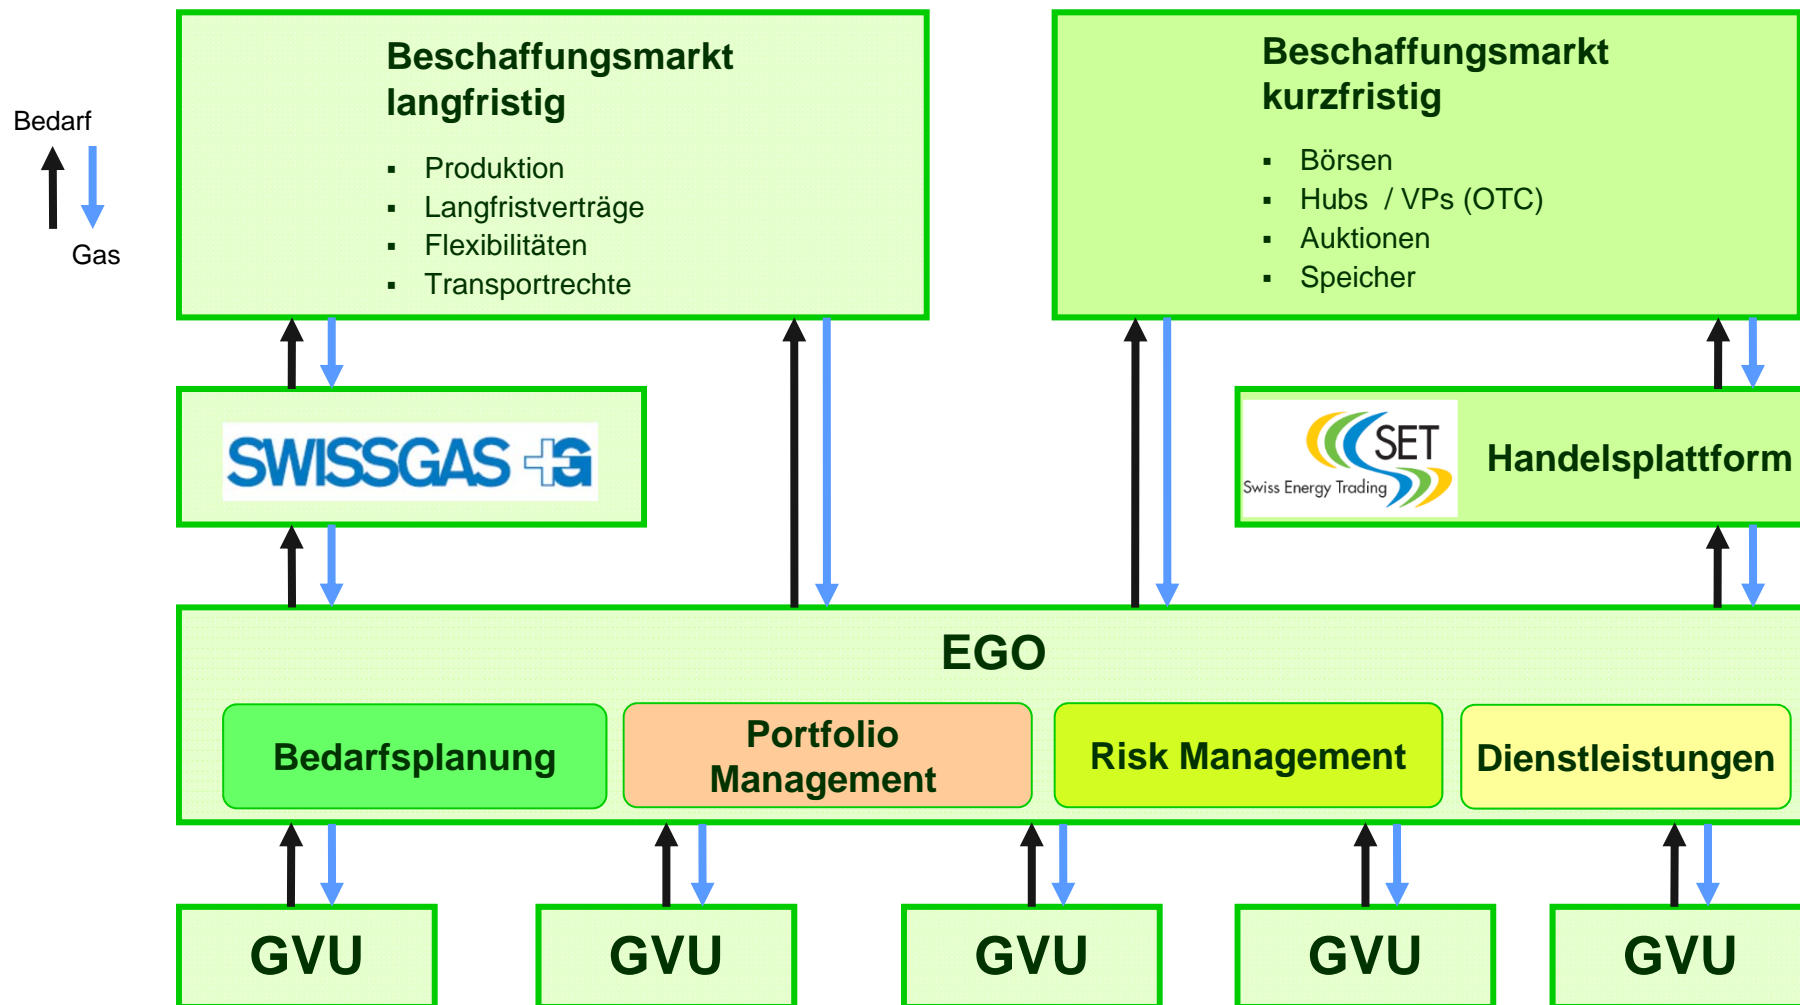 Bedarf
Gas
Beschaffungsmarkt
langfristig
▪ Produktion
▪ Langfristverträge
▪ Flexibilitäten
▪ Transportrechte
Beschaffungsmarkt
kurzfristig
▪ Börsen
▪ Hubs / VPs (OTC)
▪ Auktionen
▪ Speicher
SWISSGAS
SET
Swiss Energy Trading
Handelsplattform
EGO
Bedarfsplanung
Portfolio
Management
Risk Management
Dienstleistungen
GVU
GVU
GVU
GVU
GVU